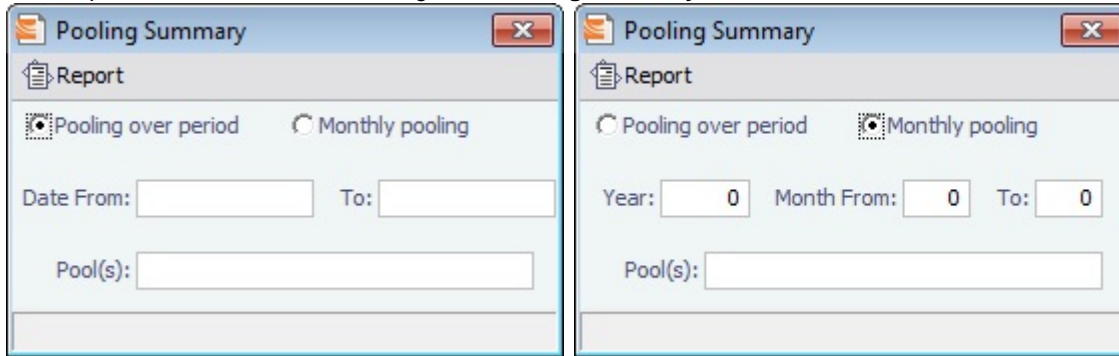 Pooling Summary
Report
Pooling over period Monthly pooling
Date From: To:
Pool(s):
Pooling Summary
Report
Pooling over period Monthly pooling
Year: 0 Month From: 0 To: 0
Pool(s):